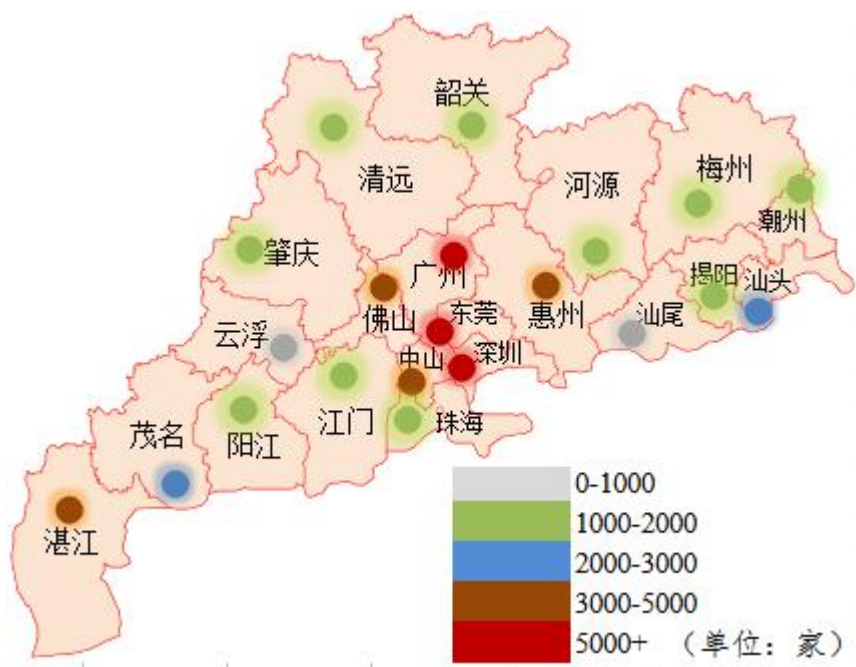 韶关
清远
河源
梅州
潮州
肇庆
广州
揭阳
汕头
佛山
东莞
惠州
汕尾
云浮
中山
深圳
茂名
阳江
江门
珠海
湛江
0-1000
1000-2000
2000-3000
3000-5000
5000+ （单位：家）